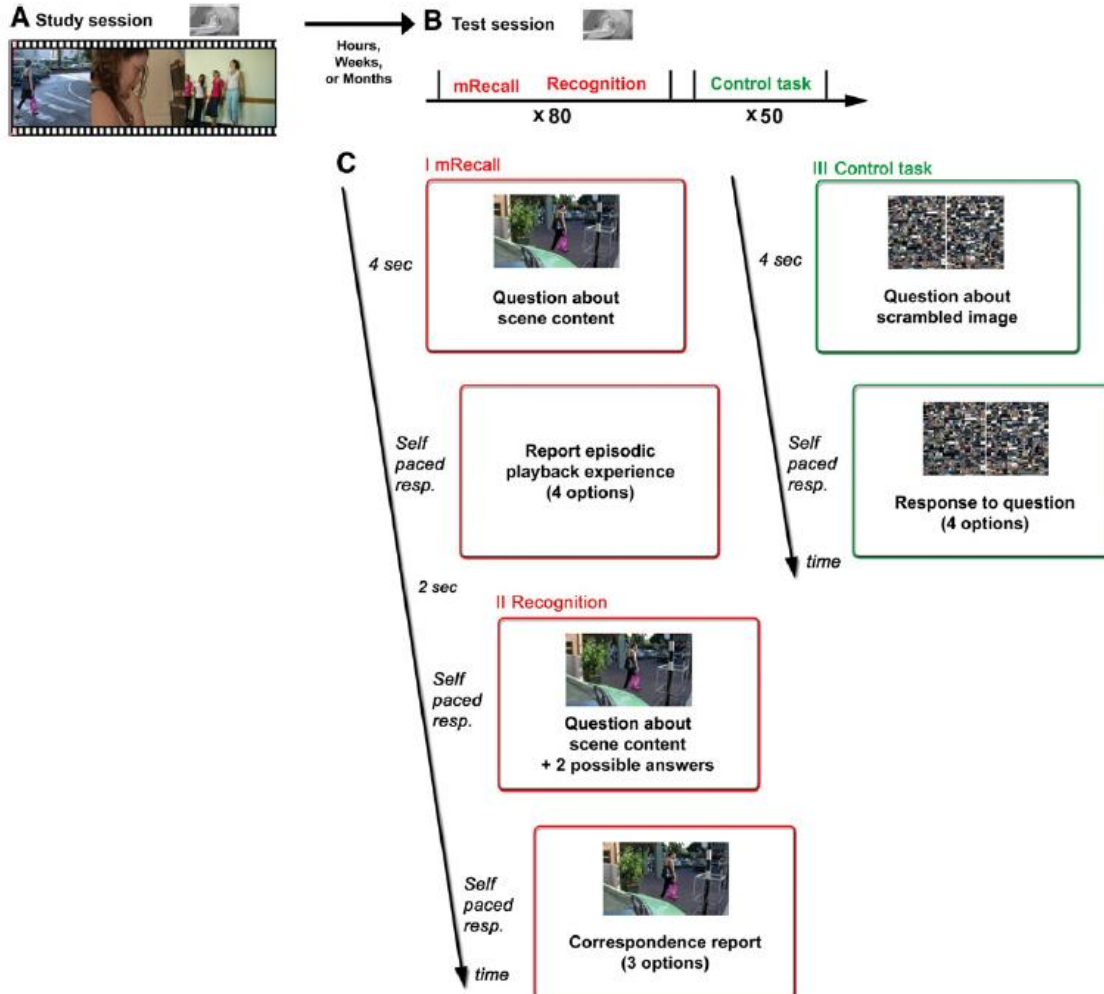 A Study session
Hours,
Weeks,
or Months
B Test session
mRecall Recognition
x 80
Control task
x 50
C
I mRecall
4 sec
Question about
scene content
Self
paced
resp.
Report episodic
playback experience
(4 options)
2 sec
II Recognition
Self
paced
resp.
Question about
scene content
+ 2 possible answers
Self
paced
resp.
Correspondence report
(3 options)
time
III Control task
4 sec
Question about
scrambled image
Self
paced
resp.
Response to question
(4 options)
time